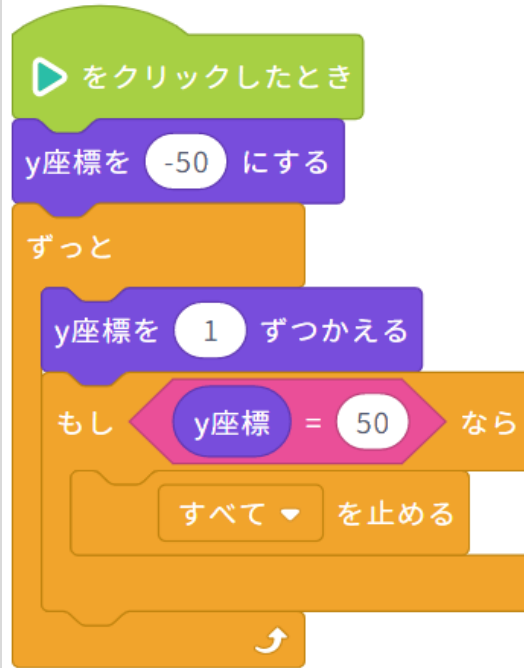 をクリックしたとき
y座標を -50 にする
ずっと
y座標を 1 ずつかえる
もし y座標 = 50 なら
すべて を止める